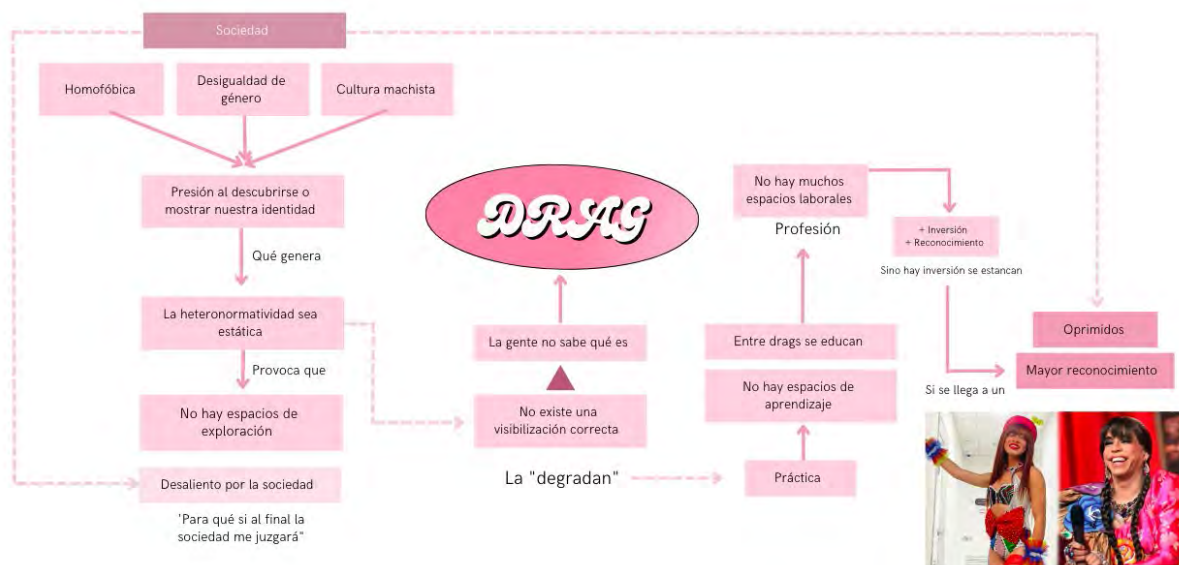 Sociedad
Homofóbica
Desigualdad de
género
Cultura machista
Presión al descubrirse o
mostrar nuestra identidad
Qué genera
La heteronormatividad sea
estática
Provoca que
No hay espacios de
exploración
Desaliento por la sociedad
'Para qué si al final la
sociedad me juzgará"
DRAG
La gente no sabe qué es
No existe una
visibilización correcta
La "degradan"
No hay muchos
espacios laborales
Profesión
Entre drags se educan
No hay espacios de
aprendizaje
Práctica
+ Inversión
+ Reconocimiento
Sino hay inversión se estancan
Oprimidos
Mayor reconocimiento
Si se llega a un